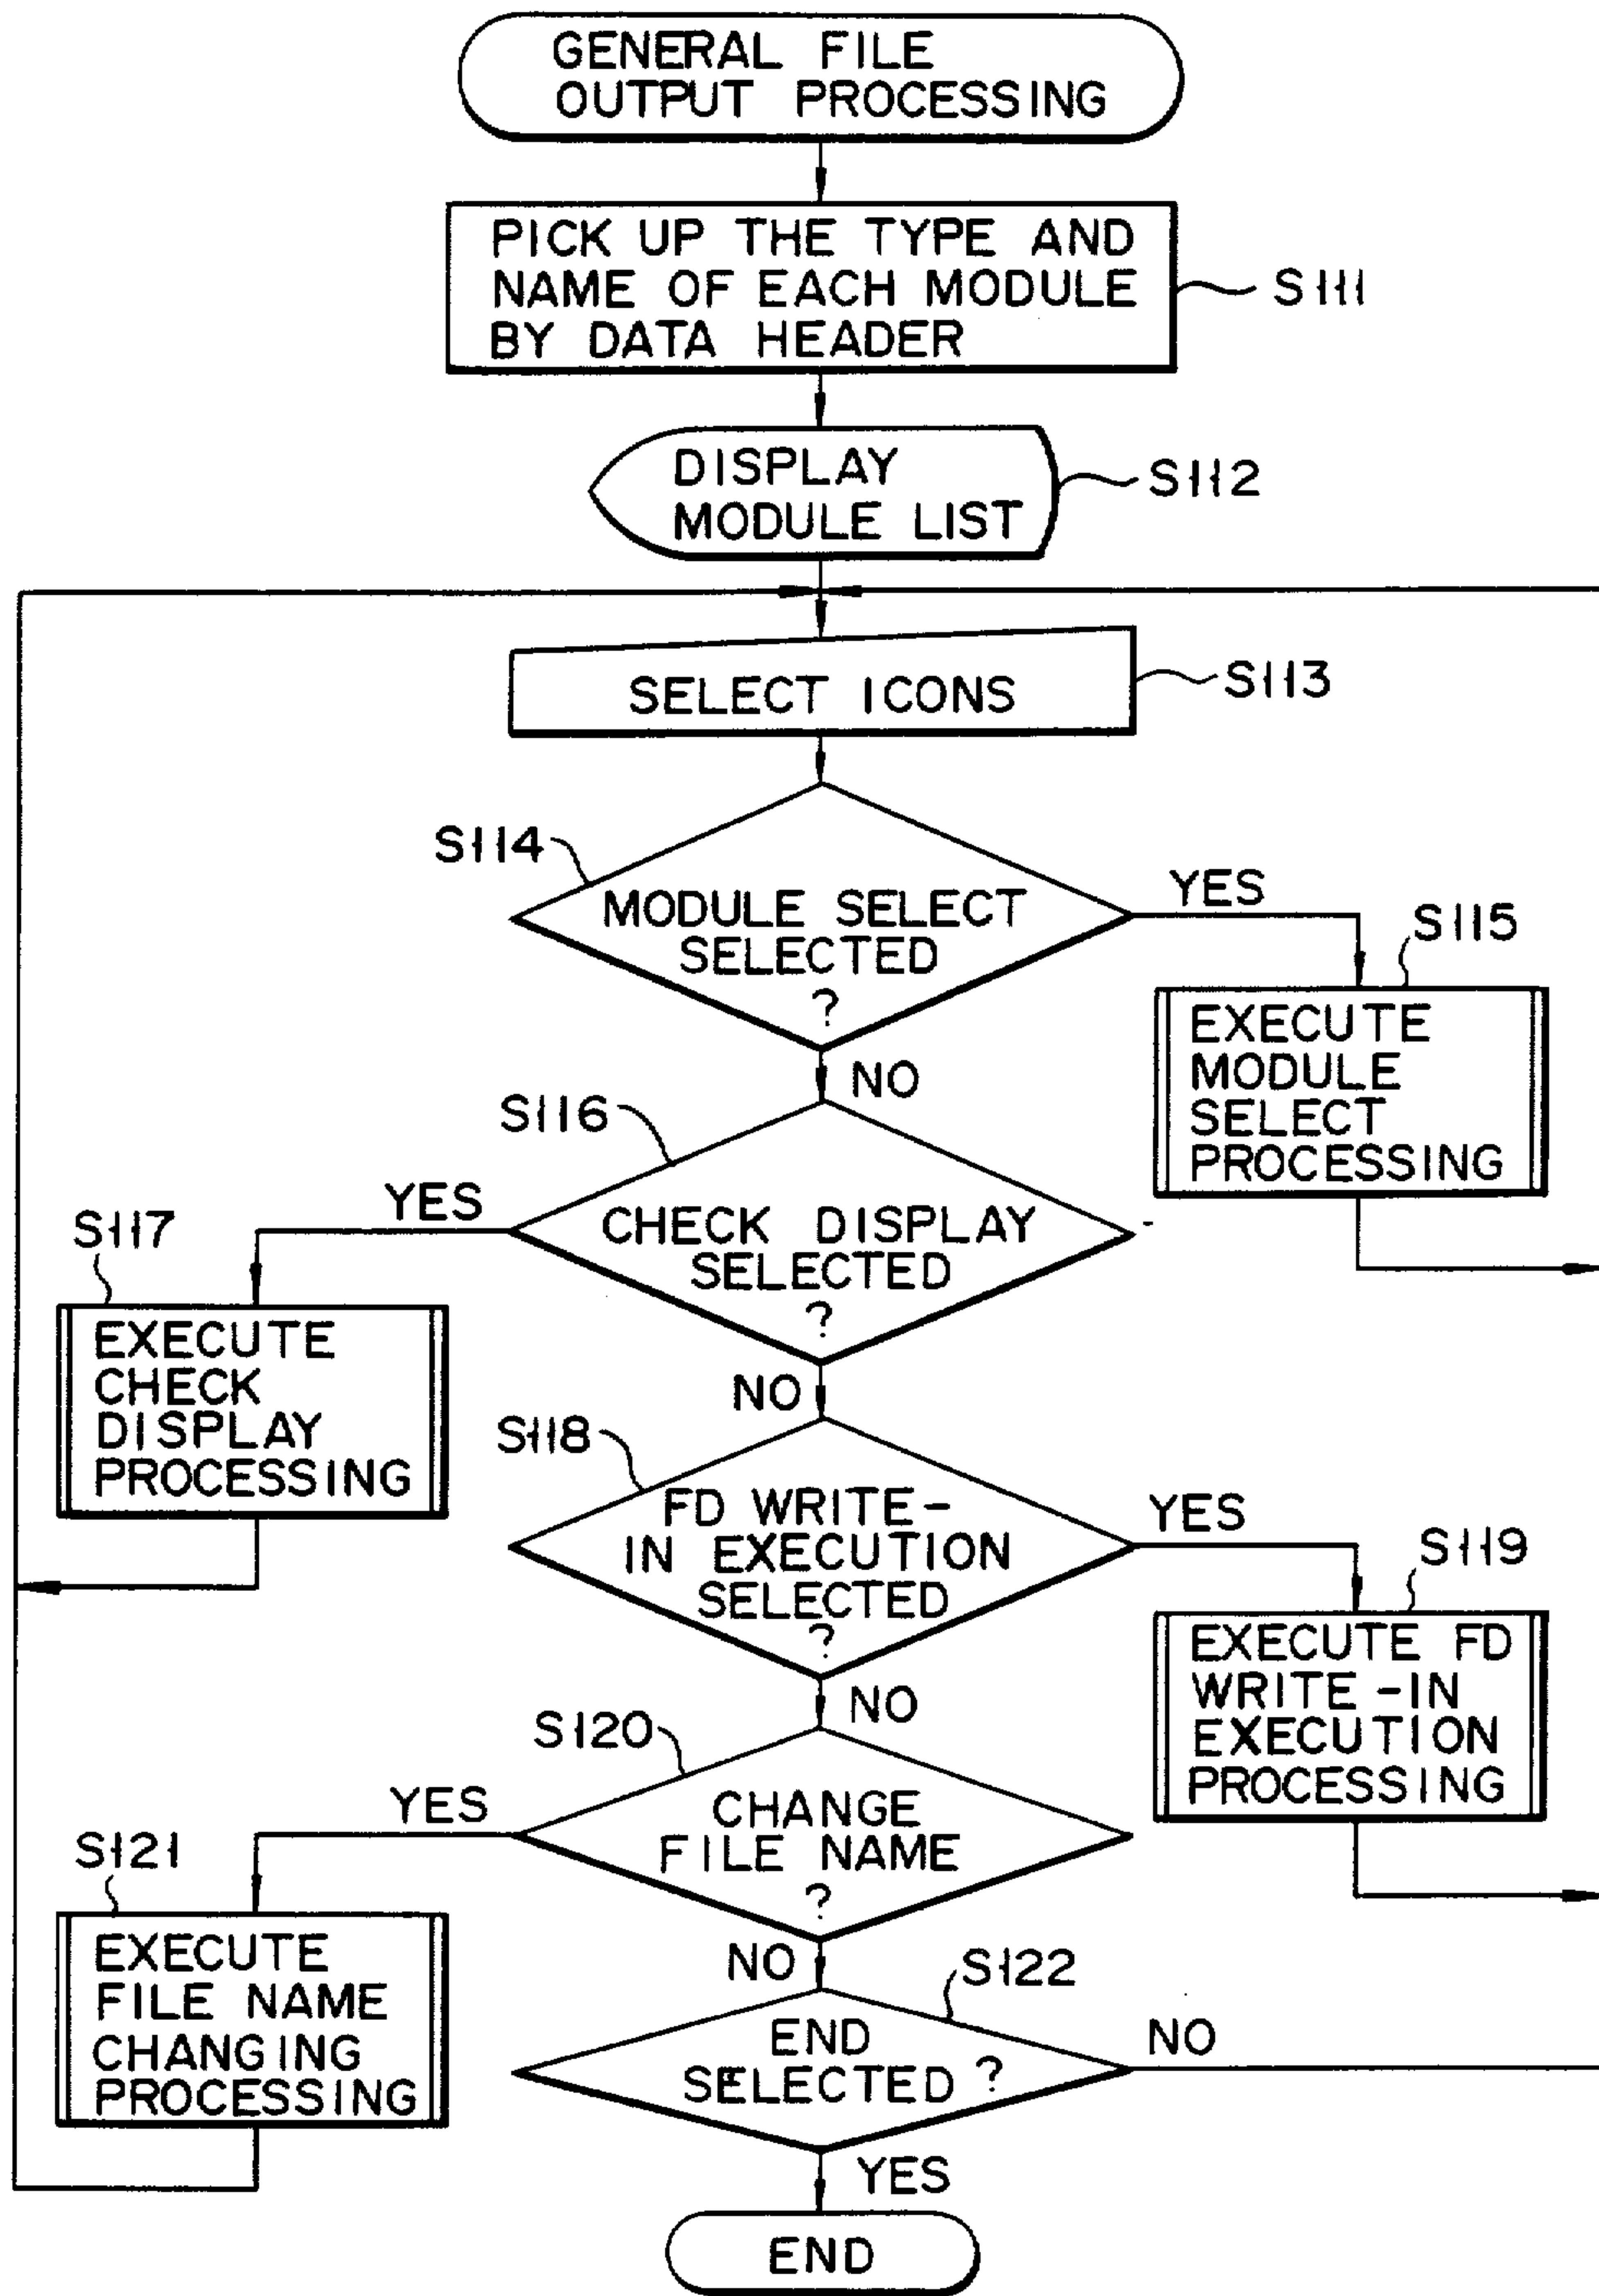 GENERAL FILE
OUTPUT PROCESSING
PICK UP THE TYPE AND
NAME OF EACH MODULE
BY DATA HEADER
S111
DISPLAY
MODULE LIST
S112
SELECT ICONS
S113
S114
MODULE SELECT
SELECTED
?
YES
S115
EXECUTE
MODULE
SELECT
PROCESSING
NO
S116
CHECK DISPLAY
SELECTED
?
YES
S117
EXECUTE
CHECK
DISPLAY
PROCESSING
NO
S118
FD WRITE-
IN EXECUTION
SELECTED
?
YES
S119
EXECUTE FD
WRITE-IN
EXECUTION
PROCESSING
NO
S120
CHANGE
FILE NAME
?
YES
S121
EXECUTE
FILE NAME
CHANGING
PROCESSING
NO
S122
END
SELECTED ?
NO
YES
END